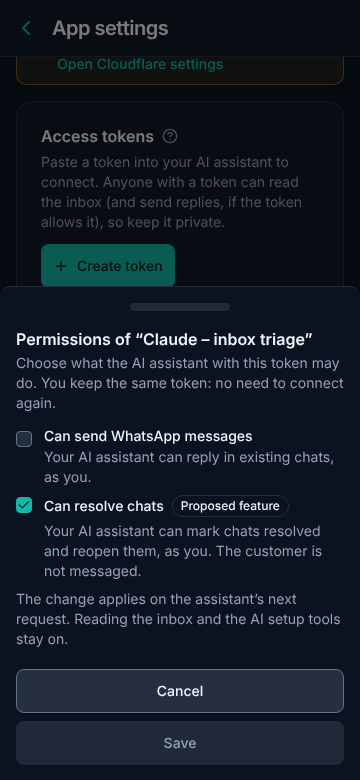 App settings
Open Cloudflare settings
Access tokens
Paste a token into your AI assistant to
connect. Anyone with a token can read
the inbox (and send replies, if the token
allows it), so keep it private.
+ Create token
Permissions of “Claude – inbox triage”
Choose what the AI assistant with this token may
do. You keep the same token: no need to connect
again.
Can send WhatsApp messages
Your AI assistant can reply in existing chats,
as you.
Can resolve chats Proposed feature
Your AI assistant can mark chats resolved
and reopen them, as you. The customer is
not messaged.
The change applies on the assistant’s next
request. Reading the inbox and the AI setup tools
stay on.
Cancel
Save